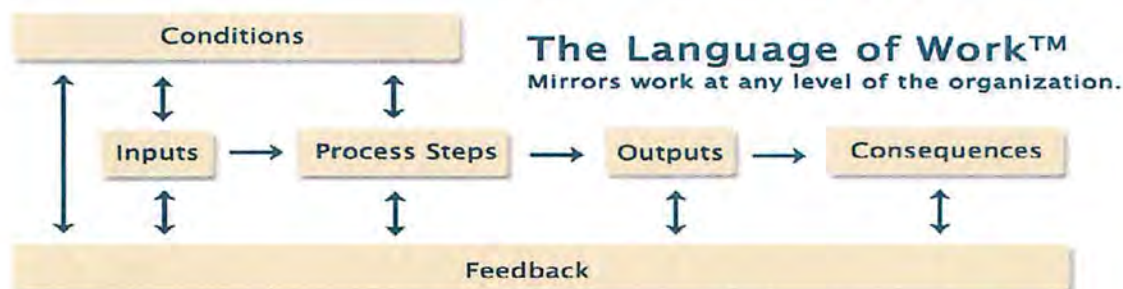 Conditions
The Language of Work™
Mirrors work at any level of the organization.
Inputs
Process Steps
Outputs
Consequences
Feedback